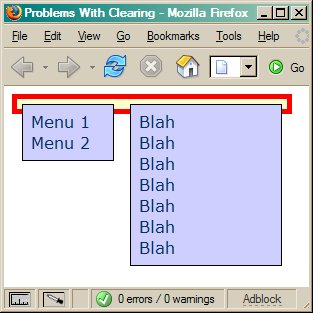 Problems With Clearing - Mozilla Firefox
File Edit View Go Bookmarks Tools Help
Go
Menu 1
Menu 2
Blah
Blah
Blah
Blah
Blah
Blah
Blah
0 errors / 0 warnings Adblock